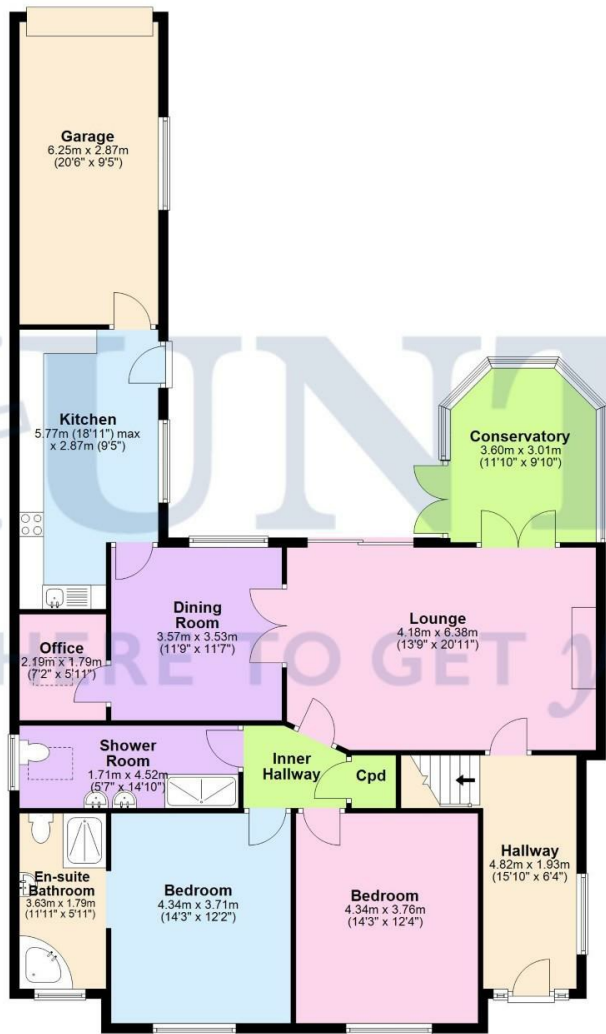 Garage
6.25m x 2.87m
(20'6" x 9'5")
Kitchen
5.77m (18'11") max
x 2.87m (9'5")
Conservatory
3.60m x 3.01m
(11'10" x 9'10")
Dining
Room
3.57m x 3.53m
(11'9" x 11'7")
Lounge
4.18m x 6.38m
(13'9" x 20'11")
Office
2.19m x 1.79m
(7'2" x 5'11")
HERE TO GET
Shower
Room
1.71m x 4.52m
(5'7" x 14'10")
Inner
Hallway
Cpd
Hallway
4.82m x 1.93m
(15'10" x 6'4")
En-suite
Bathroom
3.63m x 1.79m
(11'11" x 5'11")
Bedroom
4.34m x 3.71m
(14'3" x 12'2")
Bedroom
4.34m x 3.76m
(14'3" x 12'4")